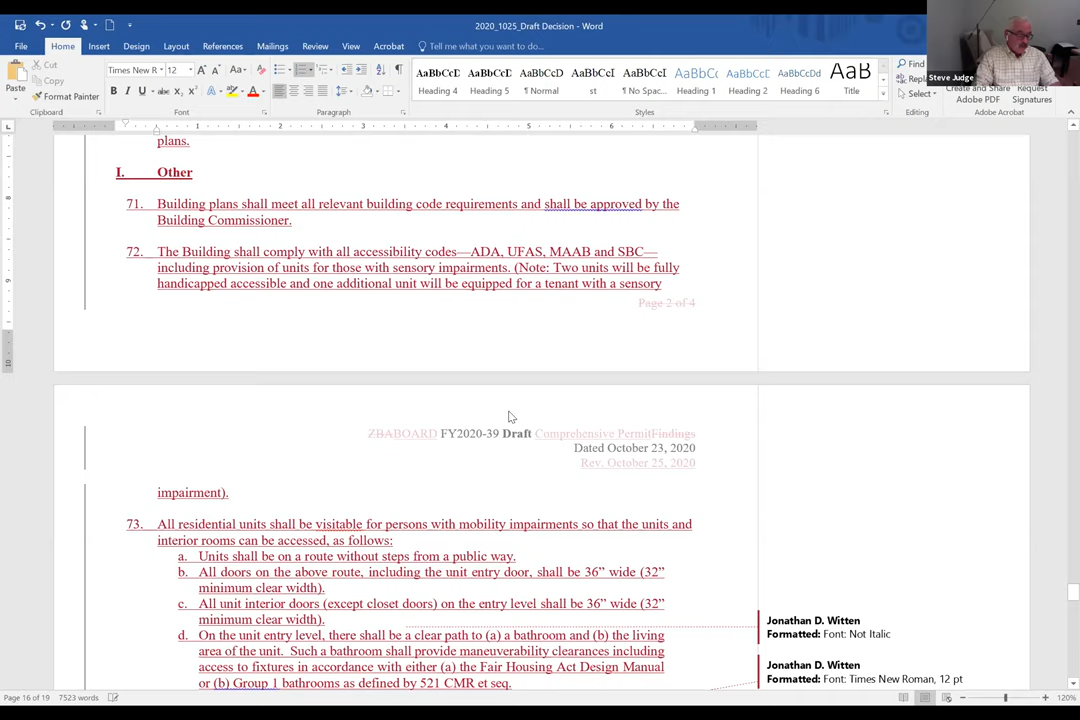 2020_1025_Draft Decision - Word
File Home Insert Design Layout References Mailings Review View Acrobat Tell me what you want to do...
Paste
Cut
Copy
Format Painter
Clipboard
Times New R 12
Font
Paragraph
AaBbCcD Heading 4
AaBbCcD Heading 5
AaBbCcD ¶ Normal
AaBbCcI st
AaBbCcI ¶ No Spac...
AaBbCcD Heading 1
AaBbCcD Heading 2
AaBbCcDd Heading 6
AaB Title
Styles
Find
Select
Editing
Create and Share
Adobe PDF
Request
Signatures
Adobe Acrobat
Steve Judge
plans.
I. Other
71. Building plans shall meet all relevant building code requirements and shall be approved by the
Building Commissioner.
72. The Building shall comply with all accessibility codes—ADA, UFAS, MAAB and SBC—
including provision of units for those with sensory impairments. (Note: Two units will be fully
handicapped accessible and one additional unit will be equipped for a tenant with a sensory
Page 2 of 4
ZBABOARD FY2020-39 Draft Comprehensive PermitFindings
Dated October 23, 2020
Rev. October 25, 2020
impairment).
73. All residential units shall be visitable for persons with mobility impairments so that the units and
interior rooms can be accessed, as follows:
a. Units shall be on a route without steps from a public way.
b. All doors on the above route, including the unit entry door, shall be 36” wide (32”
minimum clear width).
c. All unit interior doors (except closet doors) on the entry level shall be 36” wide (32”
minimum clear width).
d. On the unit entry level, there shall be a clear path to (a) a bathroom and (b) the living
area of the unit. Such a bathroom shall provide maneuverability clearances including
access to fixtures in accordance with either (a) the Fair Housing Act Design Manual
or (b) Group 1 bathrooms as defined by 521 CMR et seq.
Jonathan D. Witten
Formatted: Font: Not Italic
Jonathan D. Witten
Formatted: Font: Times New Roman, 12 pt
Page 16 of 19 7523 words
120%